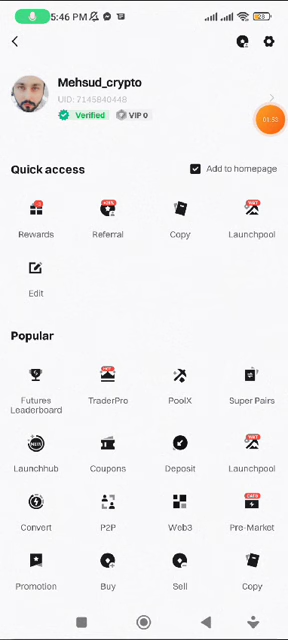 5:46 PM
Mehsud_crypto
UID: 7145840448
Verified
VIP 0
01:53
Quick access
Add to homepage
Rewards
Referral
Copy
Launchpool
Edit
Popular
Futures
Leaderboard
TraderPro
PoolX
Super Pairs
Launchhub
Coupons
Deposit
Launchpool
Convert
P2P
Web3
Pre-Market
Promotion
Buy
Sell
Copy